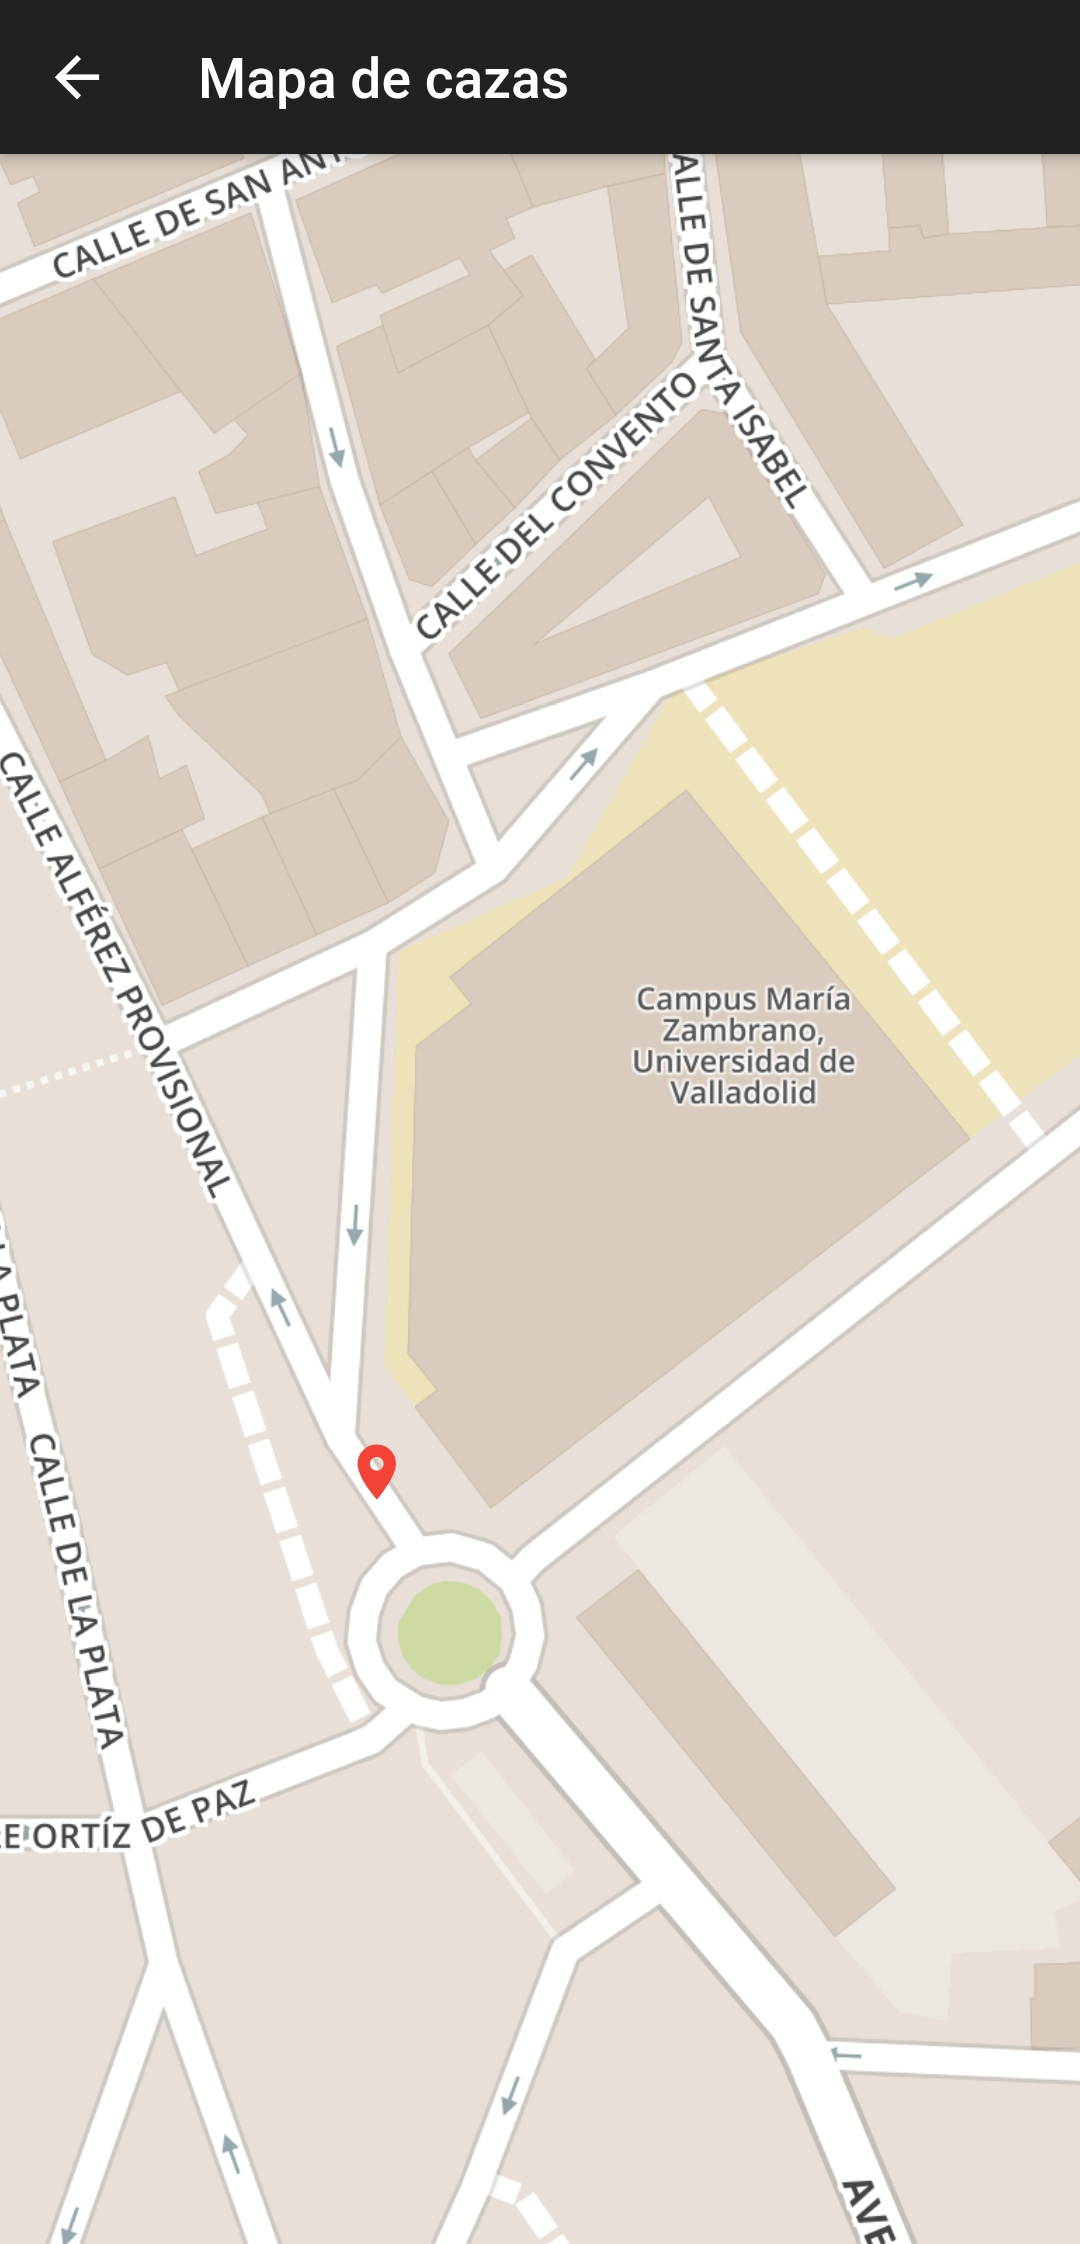 Mapa de cazas
CALLE DE SAN ANT
ALLE DE SANTA ISABEL
CALLE DEL CONVENTO
CALLE ALFÉREZ PROVISIONAL
Campus María
Zambrano,
Universidad de
Valladolid
LA PLATA
CALLE DE LA PLATA
E ORTÍZ DE PAZ
AVE